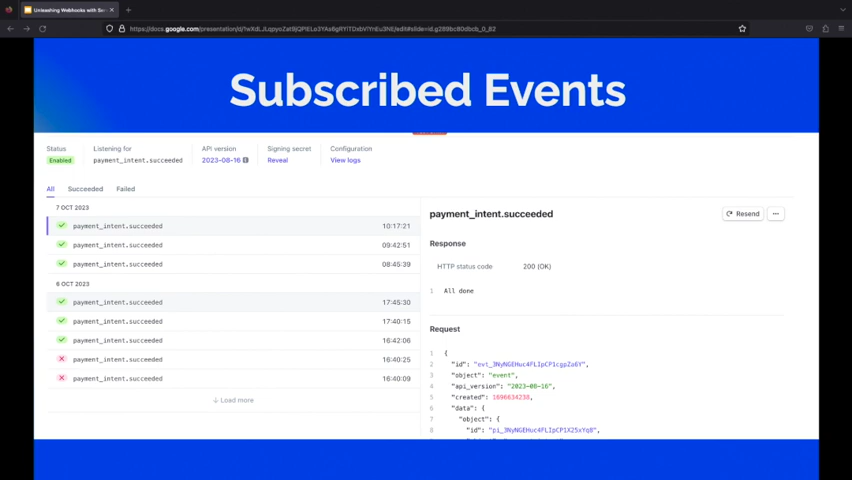 Unleashing Webhooks with Se
Subscribed Events
Status
Listening for
API version
Signing secret
Configuration
Enabled
payment_intent.succeeded
2023-08-16
Reveal
View logs
All
Succeeded
Failed
7 OCT 2023
payment_intent.succeeded
10:17:21
payment_intent.succeeded
09:42:51
payment_intent.succeeded
08:45:39
6 OCT 2023
payment_intent.succeeded
17:45:30
payment_intent.succeeded
17:40:15
payment_intent.succeeded
16:42:06
payment_intent.succeeded
16:40:25
payment_intent.succeeded
16:40:09
Load more
payment_intent.succeeded
Resend
Response
HTTP status code
200 (OK)
1 All done
Request
1 {
2 "id": "evt_3NyNGEHuc4FLIpCP1cgpZo6Y",
3 "object": "event",
4 "api_version": "2023-08-16",
5 "created": 1696634238,
6 "data": {
7 "object": {
8 "id": "pi_3NyNGEHuc4FLIpCP1X25xYq8",